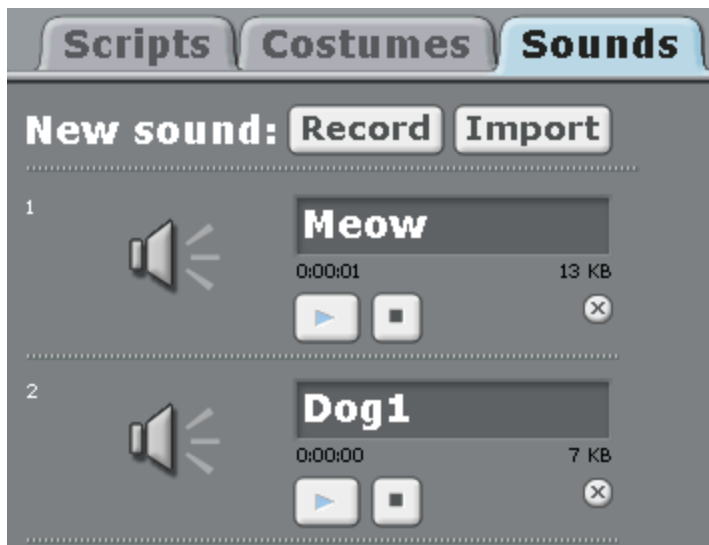 Scripts Costumes Sounds
New sound: Record Import
1
Meow
0:00:01 13 KB
2
Dog1
0:00:00 7 KB